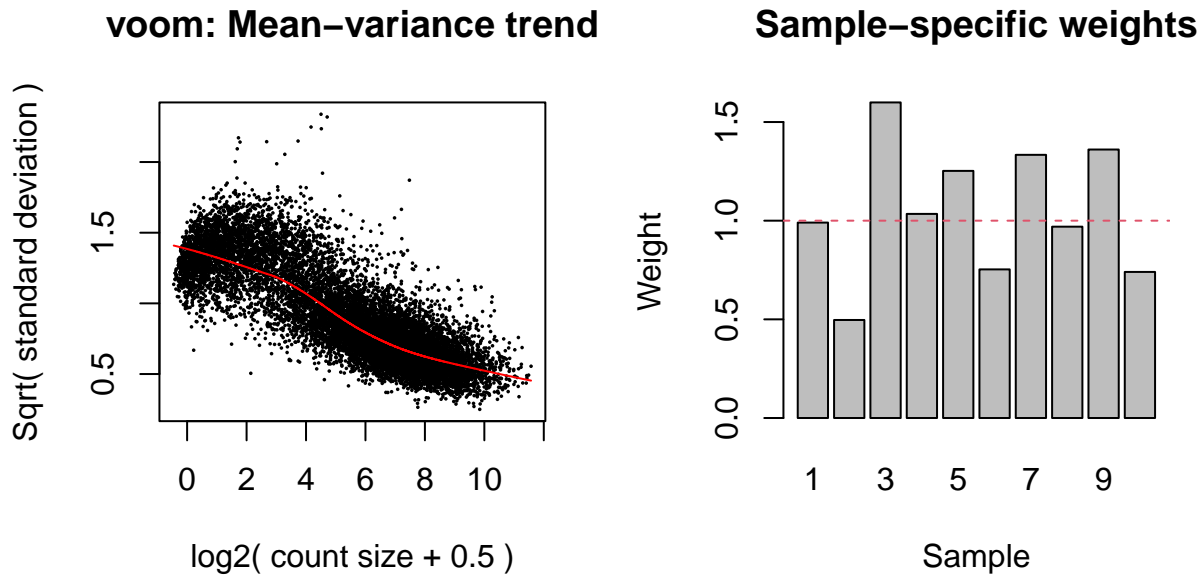 voom: Mean−variance trend
Sqrt( standard deviation )
1.5
0.5
0 2 4 6 8 10
log2( count size + 0.5 )
Sample−specific weights
Weight
1.5
1.0
0.5
0.0
1 3 5 7 9
Sample